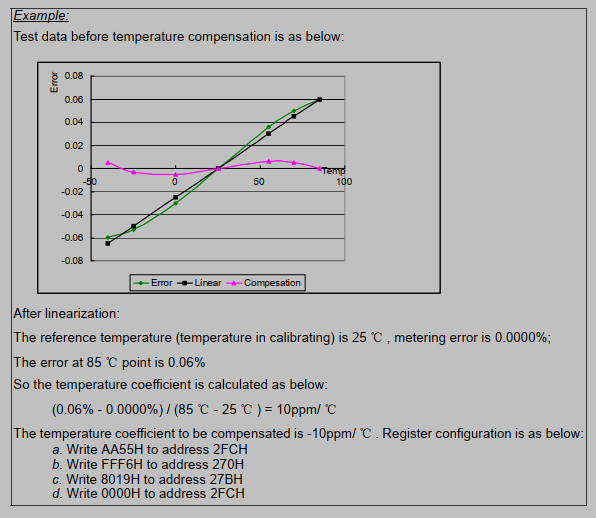 Example:
Test data before temperature compensation is as below:
Error
0.08
0.06
0.04
0.02
0
-0.02
-0.04
-0.06
-0.08
-50
0
50
100
Temp
Error
Linear
Compesation
After linearization:
The reference temperature (temperature in calibrating) is 25 ℃ , metering error is 0.0000%;
The error at 85 ℃ point is 0.06%
So the temperature coefficient is calculated as below:
(0.06% - 0.0000%) / (85 ℃ - 25 ℃ ) = 10ppm/ ℃
The temperature coefficient to be compensated is -10ppm/ ℃ . Register configuration is as below:
a. Write AA55H to address 2FCH
b. Write FFF6H to address 270H
c. Write 8019H to address 27BH
d. Write 0000H to address 2FCH